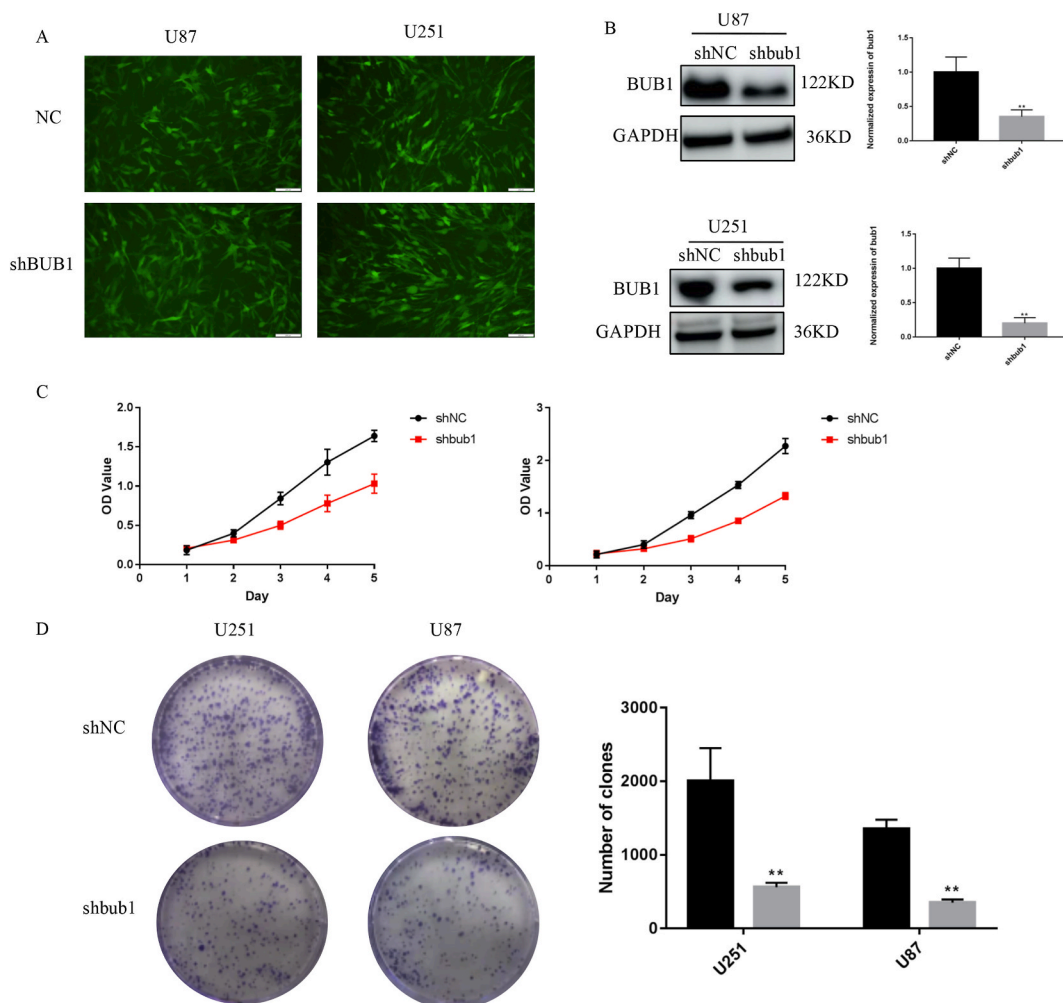 A
U87
U251
NC
shBUB1
B
U87
shNC shbub1
BUB1
122KD
GAPDH
36KD
Normalized expressin of bub1
1.5
1.0
0.5
0.0
shNC
shbub1
**
U251
shNC shbub1
BUB1
122KD
GAPDH
36KD
Normalized expressin of bub1
1.5
1.0
0.5
0.0
shNC
shbub1
**
C
OD Value
2.0
1.5
1.0
0.5
0.0
0 1 2 3 4 5
Day
shNC
shbub1
OD Value
3
2
1
0
0 1 2 3 4 5
Day
shNC
shbub1
D
U251
U87
shNC
shbub1
Number of clones
3000
2000
1000
0
**
**
U251
U87